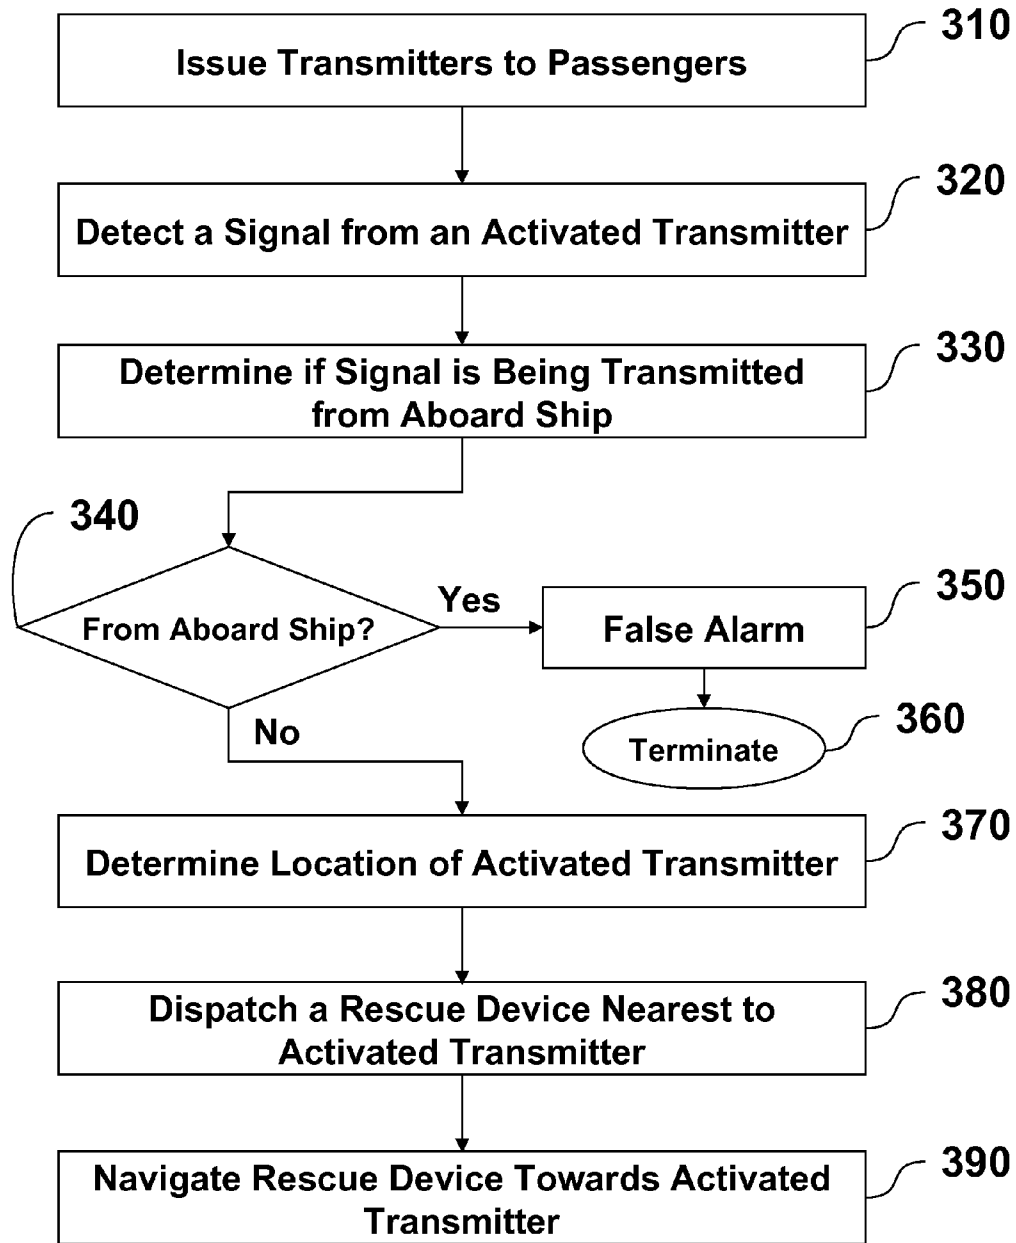 310
Issue Transmitters to Passengers
320
Detect a Signal from an Activated Transmitter
330
Determine if Signal is Being Transmitted
from Aboard Ship
340
From Aboard Ship?
Yes
350
False Alarm
No
360
Terminate
370
Determine Location of Activated Transmitter
380
Dispatch a Rescue Device Nearest to
Activated Transmitter
390
Navigate Rescue Device Towards Activated
Transmitter